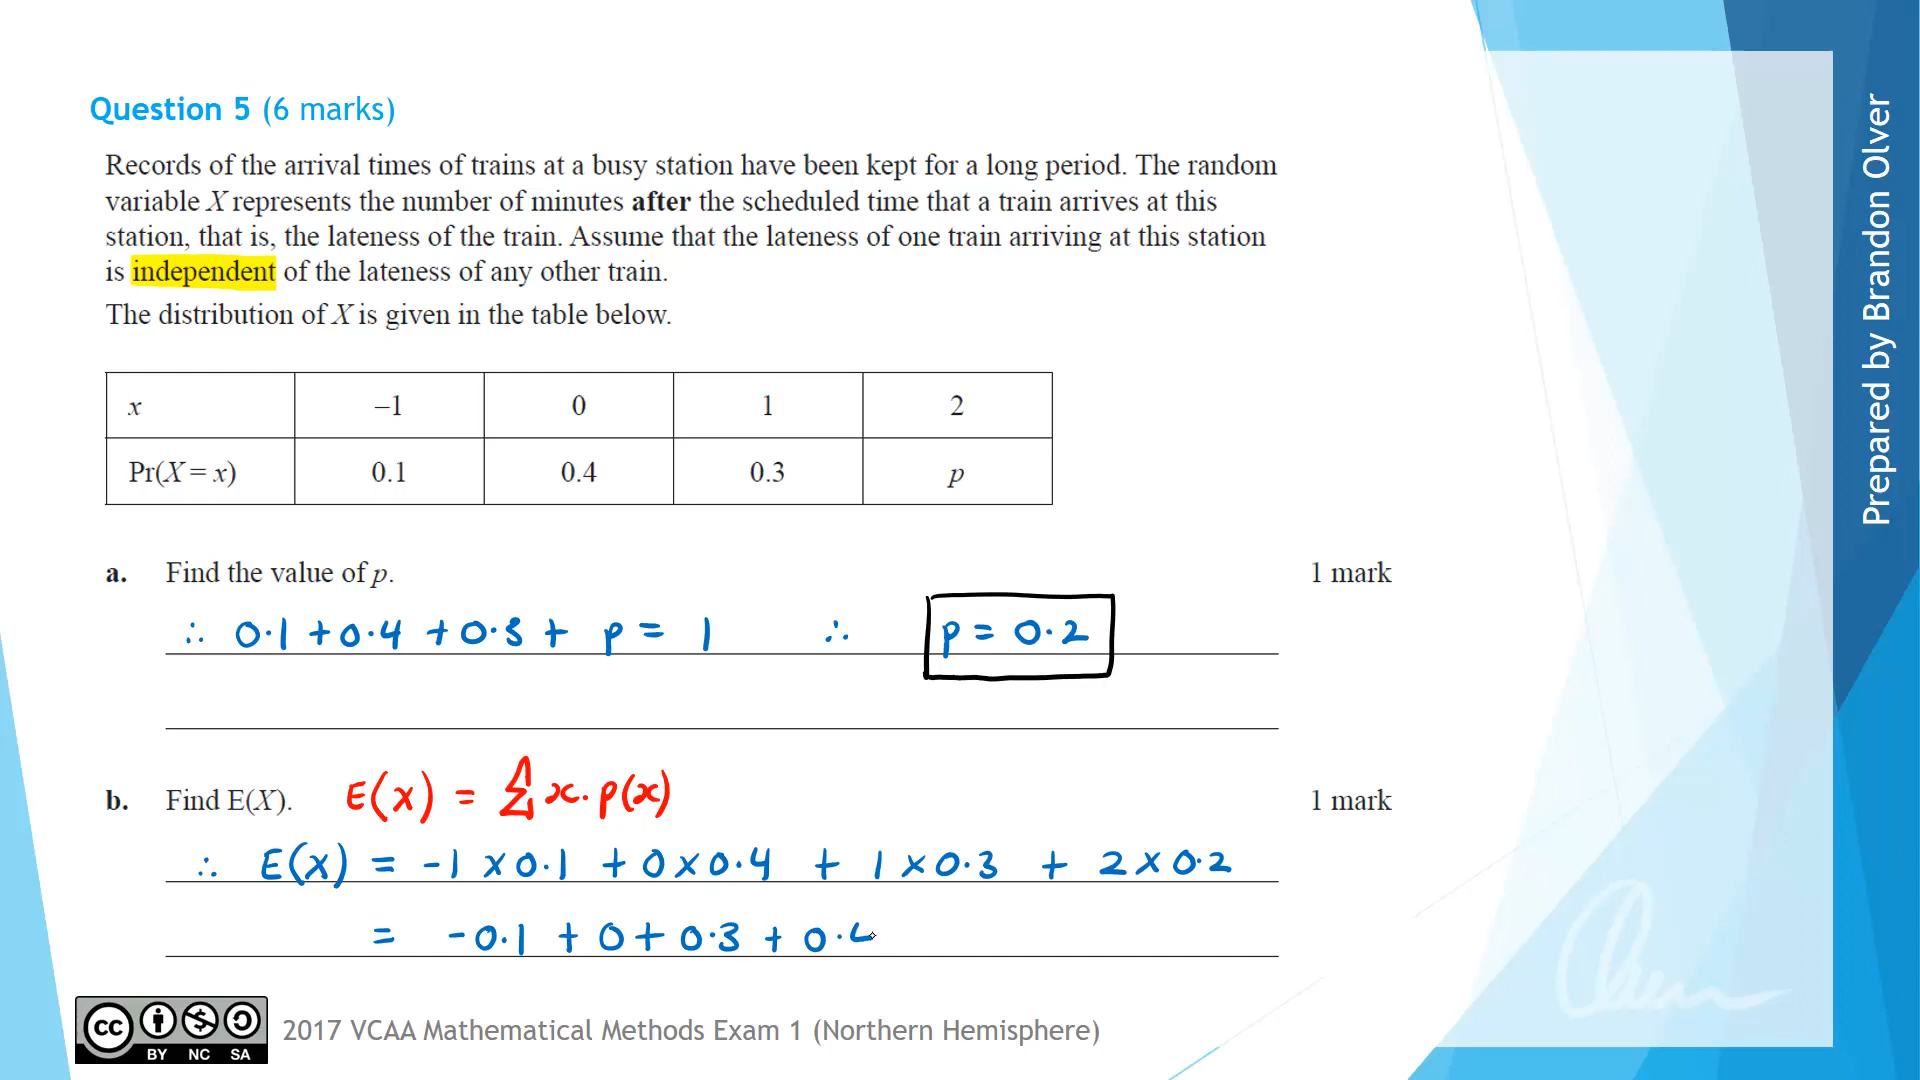 Question 5 (6 marks)
Records of the arrival times of trains at a busy station have been kept for a long period. The random
variable X represents the number of minutes after the scheduled time that a train arrives at this
station, that is, the lateness of the train. Assume that the lateness of one train arriving at this station
is independent of the lateness of any other train.
The distribution of X is given in the table below.
x –1 0 1 2
Pr(X = x) 0.1 0.4 0.3 p
a. Find the value of p. 1 mark
∴ 0.1 + 0.4 + 0.3 + p = 1 ∴ p = 0.2
b. Find E(X). E(x) = Σ x. p(x) 1 mark
∴ E(x) = -1 × 0.1 + 0 × 0.4 + 1 × 0.3 + 2 × 0.2
= -0.1 + 0 + 0.3 + 0.4
cc BY NC SA
2017 VCAA Mathematical Methods Exam 1 (Northern Hemisphere)
Prepared by Brandon Olver